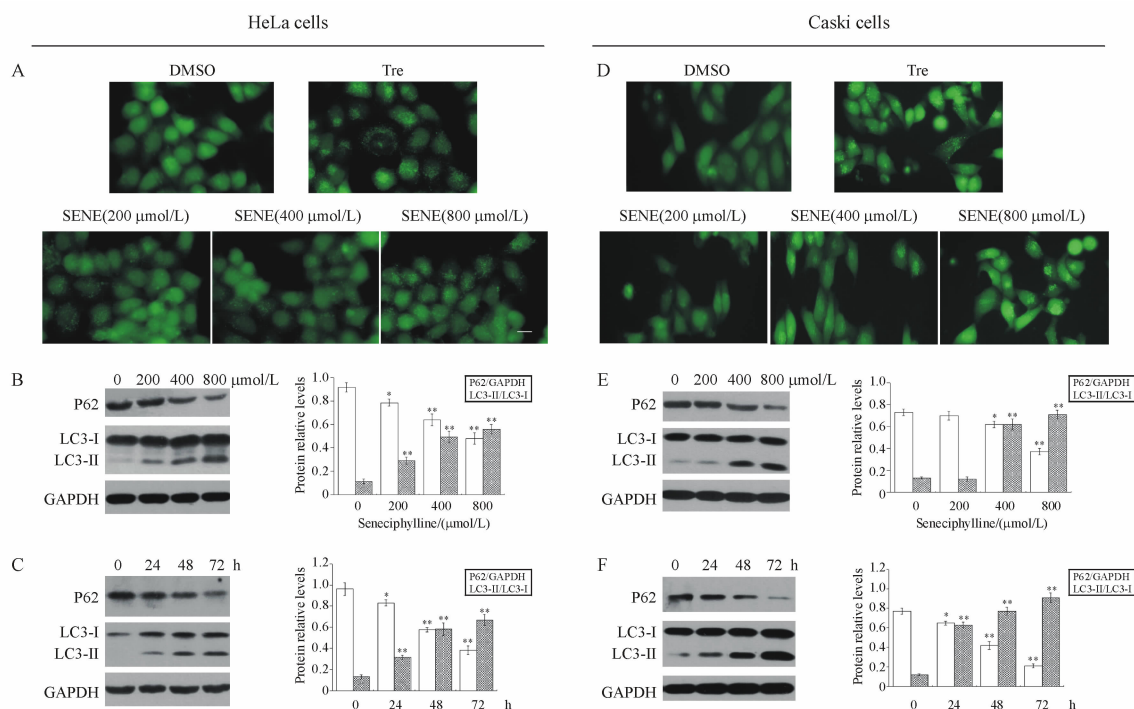 HeLa cells
Caski cells
A
DMSO
Tre
SENE(200 μmol/L)
SENE(400 μmol/L)
SENE(800 μmol/L)
D
DMSO
Tre
SENE(200 μmol/L)
SENE(400 μmol/L)
SENE(800 μmol/L)
B
0 200 400 800 μmol/L
P62
LC3-I
LC3-II
GAPDH
Protein relative levels
1.0
0.8
0.6
0.4
0.2
0
P62/GAPDH
LC3-II/LC3-I
* ** ** ** ** **
0 200 400 800
Seneciphylline/(μmol/L)
E
0 200 400 800 μmol/L
P62
LC3-I
LC3-II
GAPDH
Protein relative levels
1.0
0.8
0.6
0.4
0.2
0
P62/GAPDH
LC3-II/LC3-I
* ** ** **
0 200 400 800
Seneciphylline/(μmol/L)
C
0 24 48 72 h
P62
LC3-I
LC3-II
GAPDH
Protein relative levels
1.2
1.0
0.8
0.6
0.4
0.2
0
P62/GAPDH
LC3-II/LC3-I
* ** ** ** ** **
0 24 48 72 h
F
0 24 48 72 h
P62
LC3-I
LC3-II
GAPDH
Protein relative levels
1.2
1.0
0.8
0.6
0.4
0.2
0
P62/GAPDH
LC3-II/LC3-I
* ** ** ** ** **
0 24 48 72 h